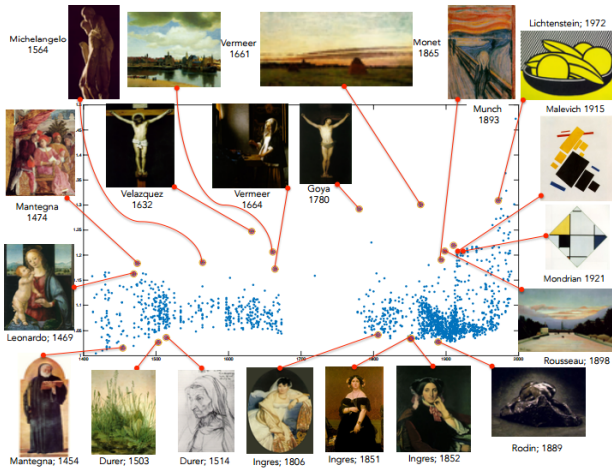 Michelangelo
1564
Vermeer
1661
Monet
1865
Lichtenstein; 1972
Munch
1893
Malevich 1915
Velazquez
1632
Vermeer
1664
Goya
1780
Mantegna
1474
Mondrian 1921
Leonardo; 1469
Rousseau; 1898
1400
1500
1600
1700
1800
1900
2000
Mantegna; 1454
Durer; 1503
Durer; 1514
Ingres; 1806
Ingres; 1851
Ingres; 1852
Rodin; 1889